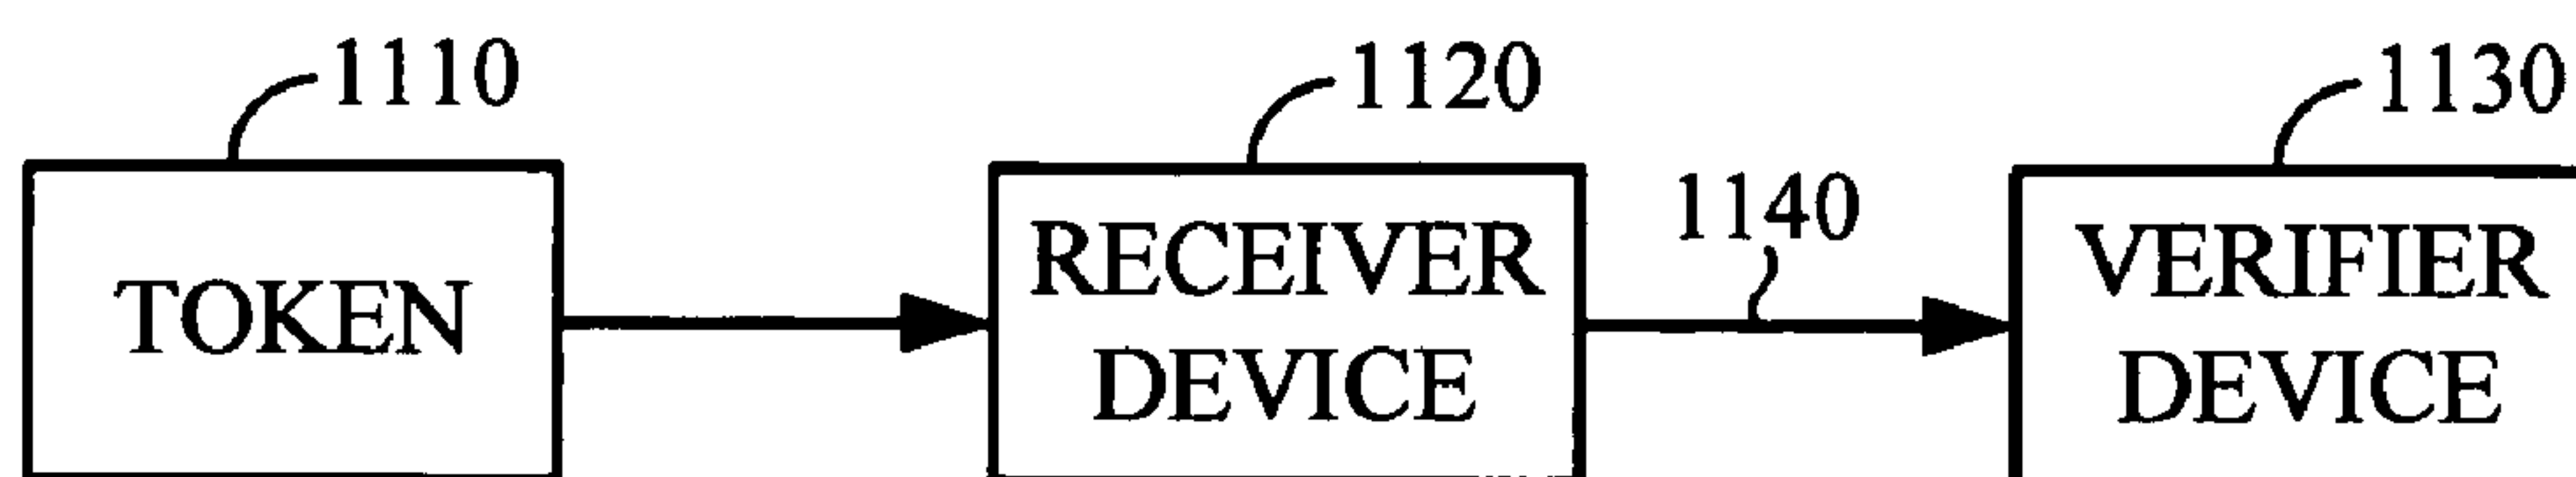 1110
1120
1130
TOKEN
RECEIVER
DEVICE
1140
VERIFIER
DEVICE